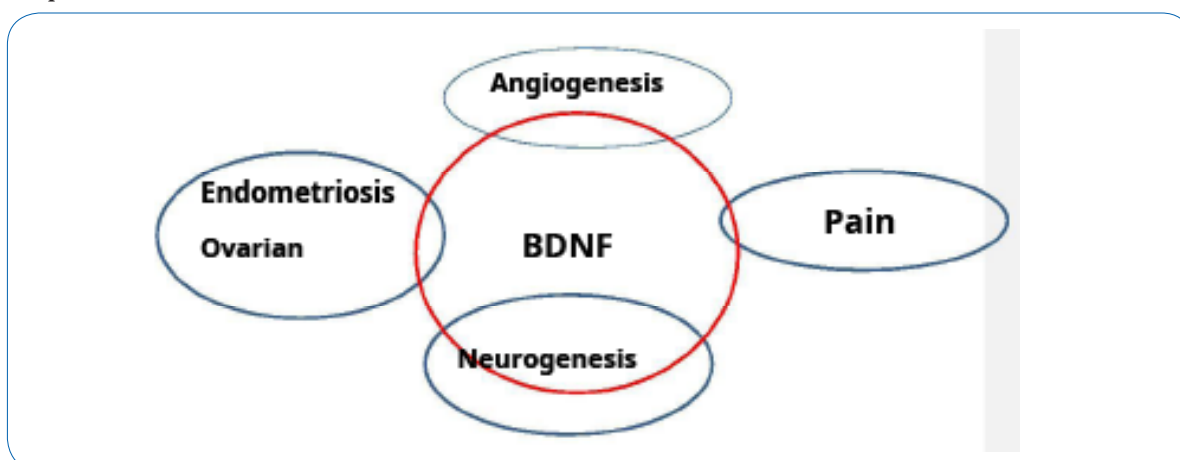 Angiogenesis
Endometriosis
Ovarian
BDNF
Pain
Neurogenesis